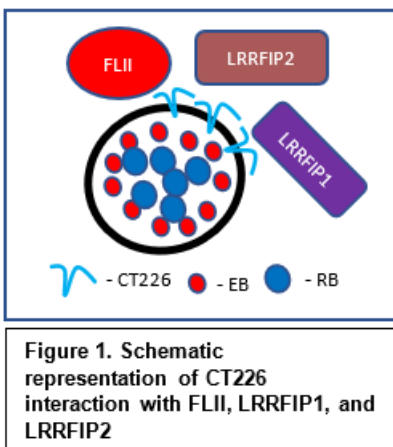 FLII
LRRFIP2
LRRFIP1
- CT226 - EB - RB
Figure 1. Schematic
representation of CT226
interaction with FLII, LRRFIP1, and
LRRFIP2